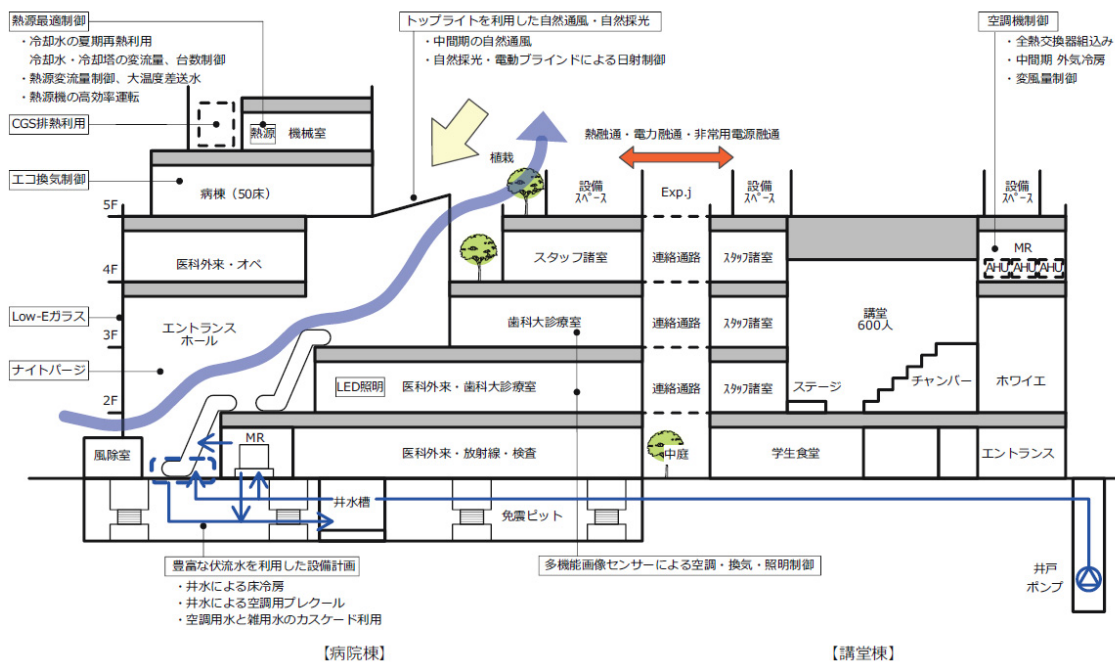 熱源最適制御
・冷却水の夏期再熱利用
冷却水・冷却塔の変流量、台数制御
・熱源変流量制御、大温度差送水
・熱源機の高効率運転
CGS排熱利用
エコ換気制御
トップライトを利用した自然通風・自然採光
・中間期の自然通風
・自然採光・電動ブラインドによる日射制御
空調機制御
・全熱交換器組込み
・中間期 外気冷房
・変風量制御
熱源 機械室
熱融通・電力融通・非常用電源融通
植栽
病棟（50床）
設備
スペース
Exp.j
設備
スペース
設備
スペース
5F
医科外来・オペ
スタッフ諸室
連絡通路
スタッフ諸室
MR
AHU AHU AHU
4F
Low-Eガラス
エントランス
ホール
歯科大診療室
連絡通路
スタッフ諸室
講堂
600人
3F
ナイトパージ
LED照明
医科外来・歯科大診療室
連絡通路
スタッフ諸室
ステージ
チャンバー
ホワイエ
2F
風除室
MR
医科外来・放射線・検査
中庭
学生食堂
エントランス
井水槽
免震ピット
豊富な伏流水を利用した設備計画
・井水による床冷房
・井水による空調用プレクール
・空調用水と雑用水のカスケード利用
多機能画像センサーによる空調・換気・照明制御
井戸
ポンプ
【病院棟】
【講堂棟】